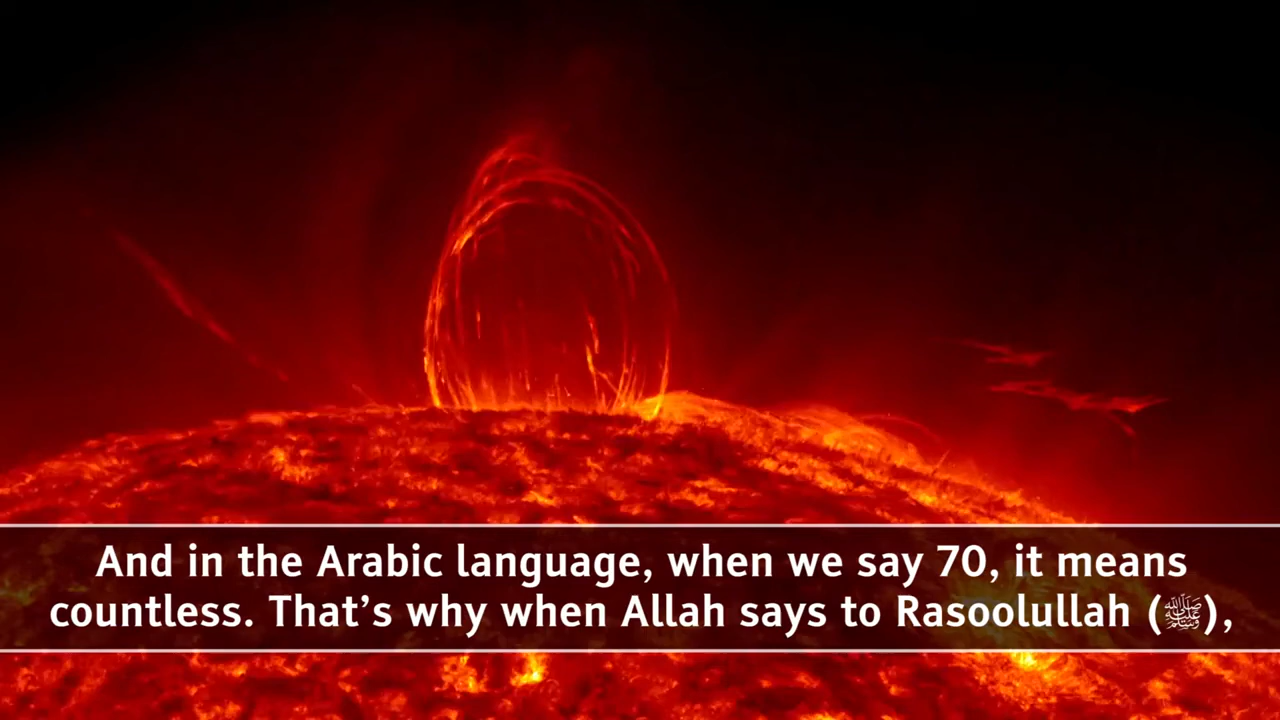 And in the Arabic language, when we say 70, it means
countless. That’s why when Allah says to Rasoolullah (ﷺ),